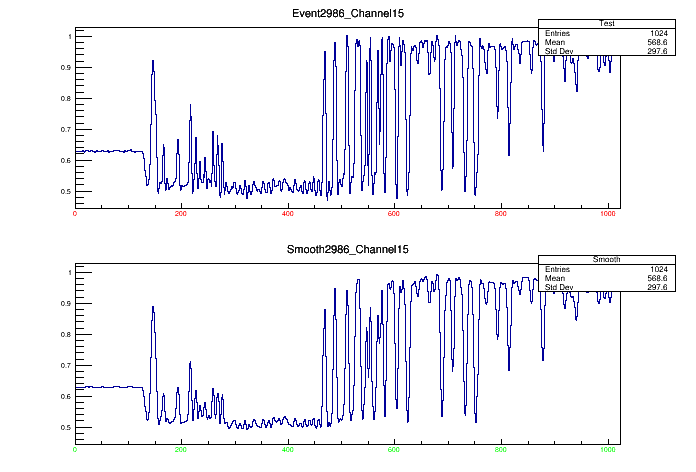 Event2986_Channel15
Test
Entries 1024
Mean 568.6
Std Dev 297.6
1
0.9
0.8
0.7
0.6
0.5
0 200 400 600 800 1000
Smooth2986_Channel15
Smooth
Entries 1024
Mean 568.6
Std Dev 297.6
1
0.9
0.8
0.7
0.6
0.5
0 200 400 600 800 1000